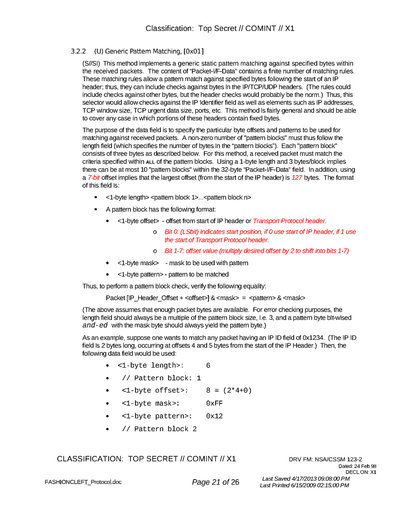 Classification: Top Secret // COMINT // X1
3.2.2 (U) Generic Pattern Matching, [0x01]
(S//SI) This method implements a generic static pattern matching against specified bytes within
the received packets. The content of "Packet-I/F-Data" contains a finite number of matching rules.
These matching rules allow a pattern match against specified bytes following the start of an IP
header; thus, they can include checks against bytes in the IP/TCP/UDP headers. (The rules could
include checks against other bytes, but the header checks would probably be the norm.) Thus, this
selector would allow checks against the IP Identifier field as well as elements such as IP addresses,
TCP window size, TCP urgent data size, ports, etc. This method is fairly general and should be able
to cover any case in which portions of these headers contain fixed bytes.
The purpose of the data field is to specify the particular byte offsets and patterns to be used for
matching against received packets. A non-zero number of "pattern blocks" must thus follow the
length field (which specifies the number of bytes in the "pattern blocks"). Each "pattern block"
consists of three bytes as described below. For this method, a received packet must match the
criteria specified within ALL of the pattern blocks. Using a 1-byte length and 3 bytes/block implies
there can be at most 10 "pattern blocks" within the 32-byte "Packet-I/F-Data" field. In addition, using
a 7-bit offset implies that the largest offset (from the start of the IP header) is 127 bytes. The format
of this field is:
• <1-byte length> <pattern block 1>...<pattern block n>
• A pattern block has the following format:
• <1-byte offset> - offset from start of IP header or Transport Protocol header.
o Bit 0: (LSbit) Indicates start position, if 0 use start of IP header, if 1 use
the start of Transport Protocol header.
o Bit 1-7: offset value (multiply desired offset by 2 to shift into bits 1-7)
• <1-byte mask> - mask to be used with pattern
• <1-byte pattern> - pattern to be matched
Thus, to perform a pattern block check, verify the following equality:
Packet [IP_Header_Offset + <offset>] & <mask> = <pattern> & <mask>
(The above assumes that enough packet bytes are available. For error checking purposes, the
length field should always be a multiple of the pattern block size, i.e. 3, and a pattern byte bit-wised
and-ed with the mask byte should always yield the pattern byte.)
As an example, suppose one wants to match any packet having an IP ID field of 0x1234. (The IP ID
field is 2 bytes long, occurring at offsets 4 and 5 bytes from the start of the IP Header.) Then, the
following data field would be used:
• <1-byte length>: 6
• // Pattern block: 1
• <1-byte offset>: 8 = (2*4+0)
• <1-byte mask>: 0xFF
• <1-byte pattern>: 0x12
• // Pattern block 2
CLASSIFICATION: TOP SECRET // COMINT // X1
DRV FM: NSA/CSSM 123-2
Dated: 24 Feb 98
DECL ON: X1
FASHIONCLEFT_Protocol.doc
Page 21 of 26
Last Saved 4/17/2013 09:08:00 PM
Last Printed 6/15/2009 02:15:00 PM